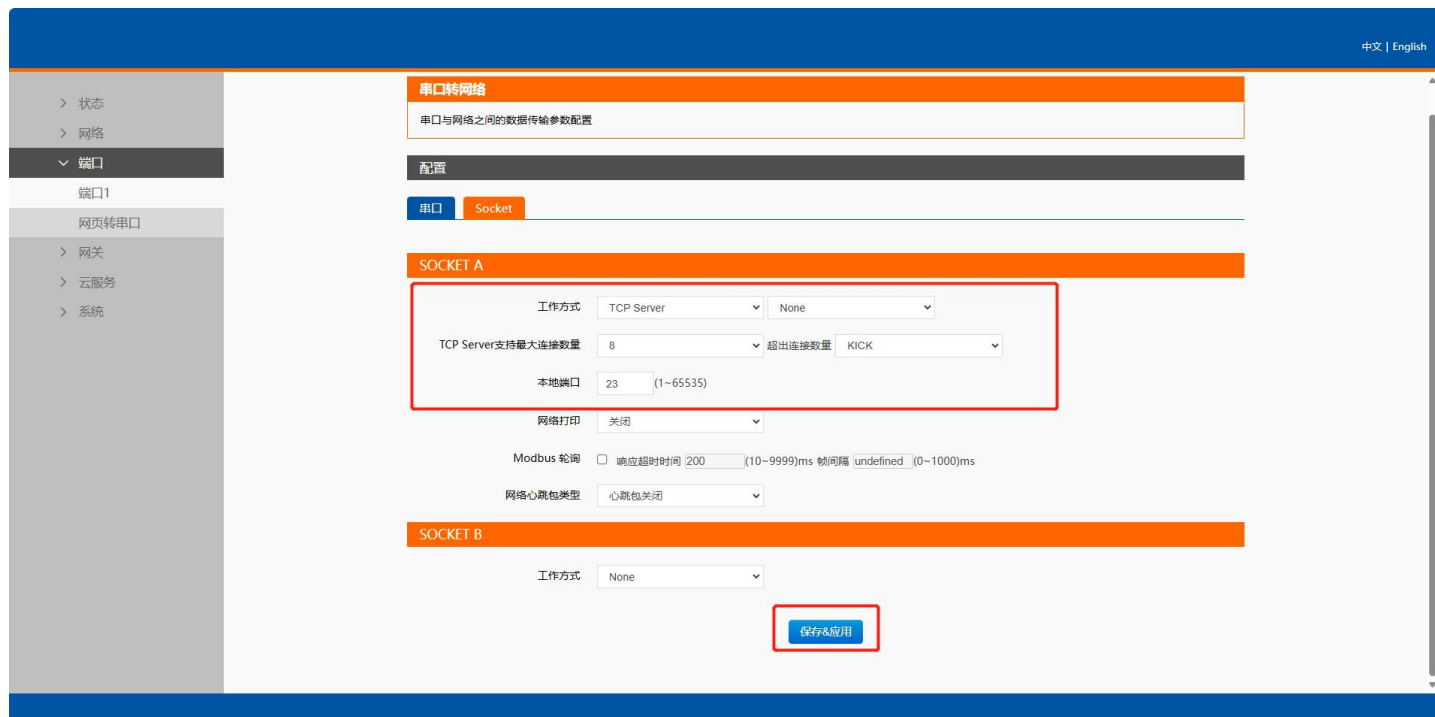 中文 | English
状态
网络
端口
端口1
网页转串口
网关
云服务
系统
串口转网络
串口与网络之间的数据传输参数配置
配置
串口 Socket
SOCKET A
工作方式 TCP Server None
TCP Server支持最大连接数量 8 超出连接数量 KICK
本地端口 23 (1~65535)
网络打印 关闭
Modbus 轮询 响应超时时间 200 (10~9999)ms 帧间隔 undefined (0~1000)ms
网络心跳包类型 心跳包关闭
SOCKET B
工作方式 None
保存&应用